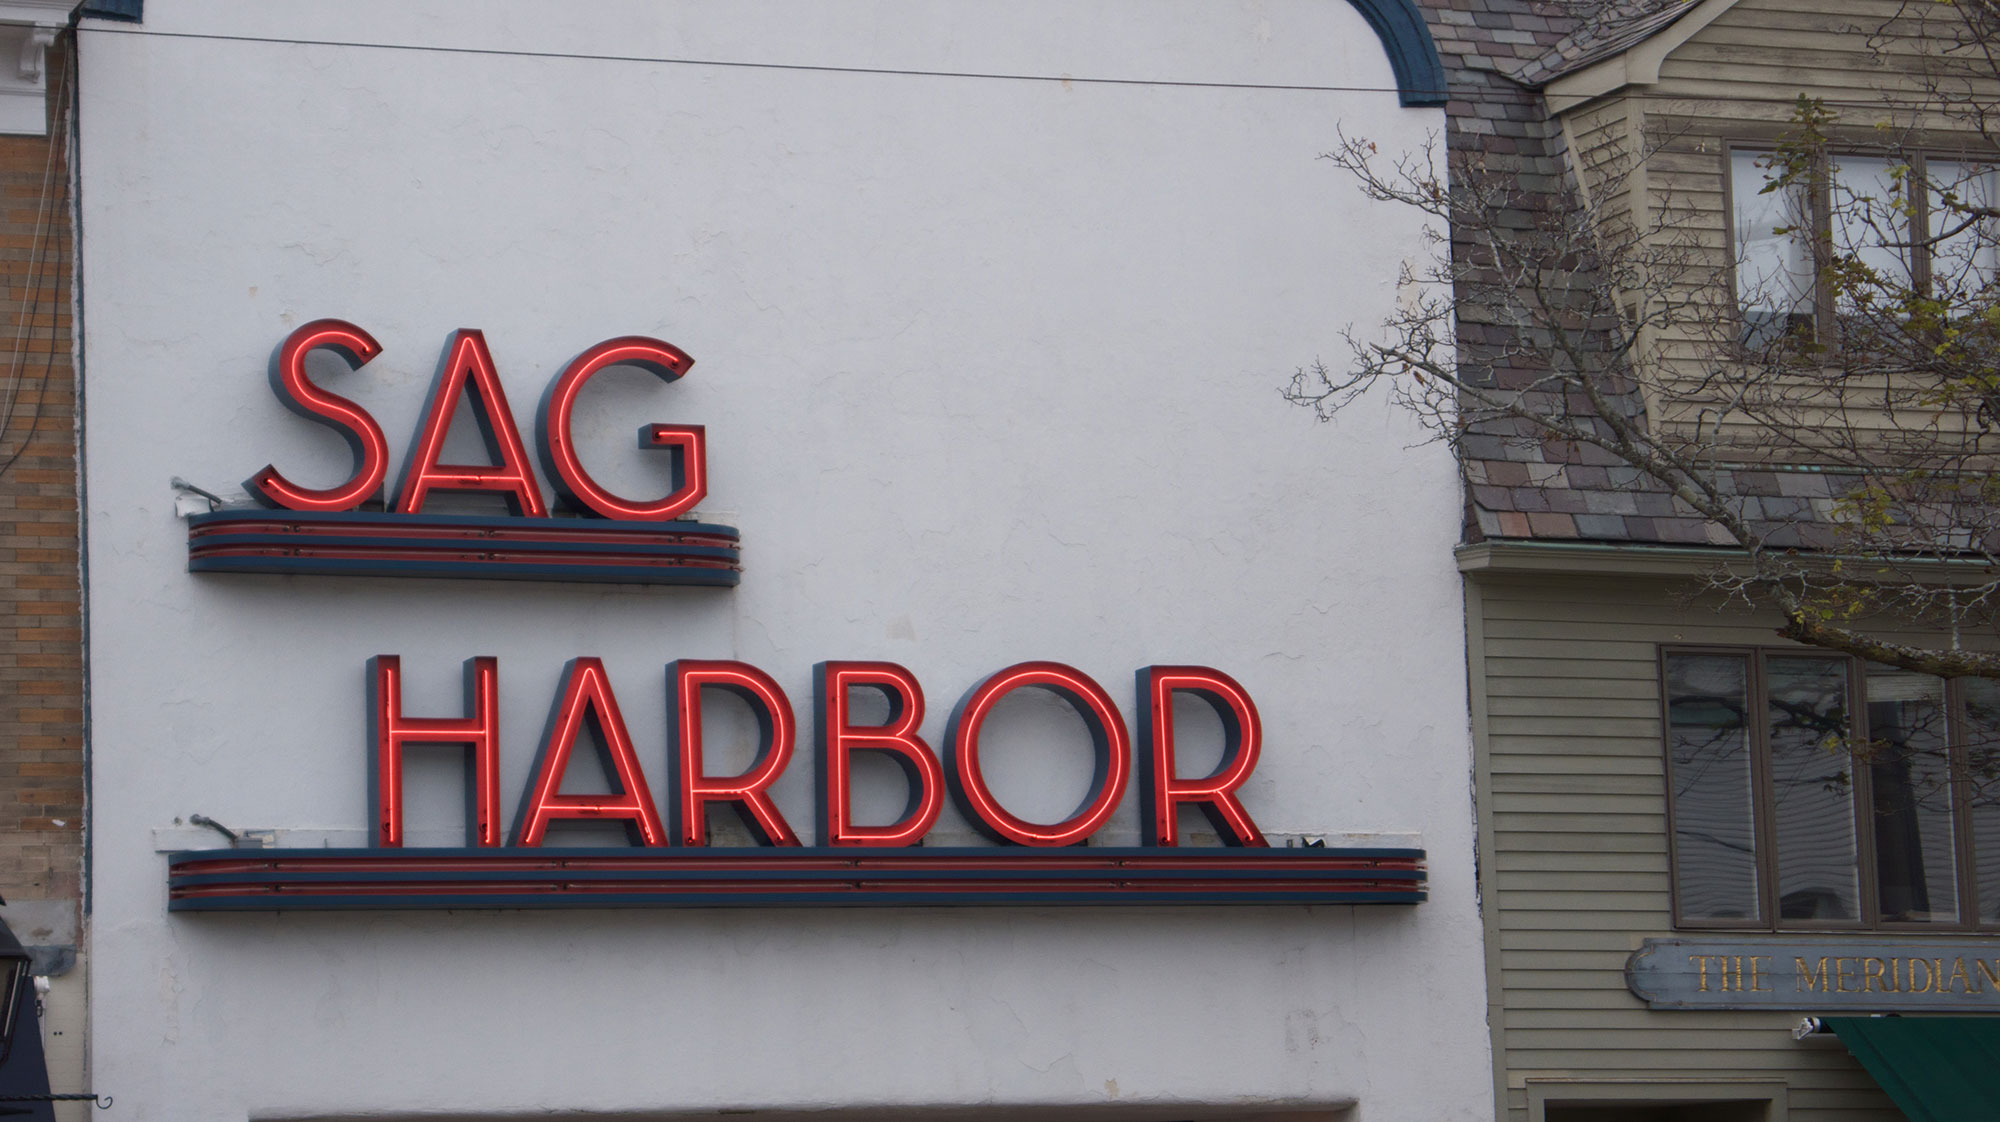 SAG
HARBOR
THE MERIDIAN